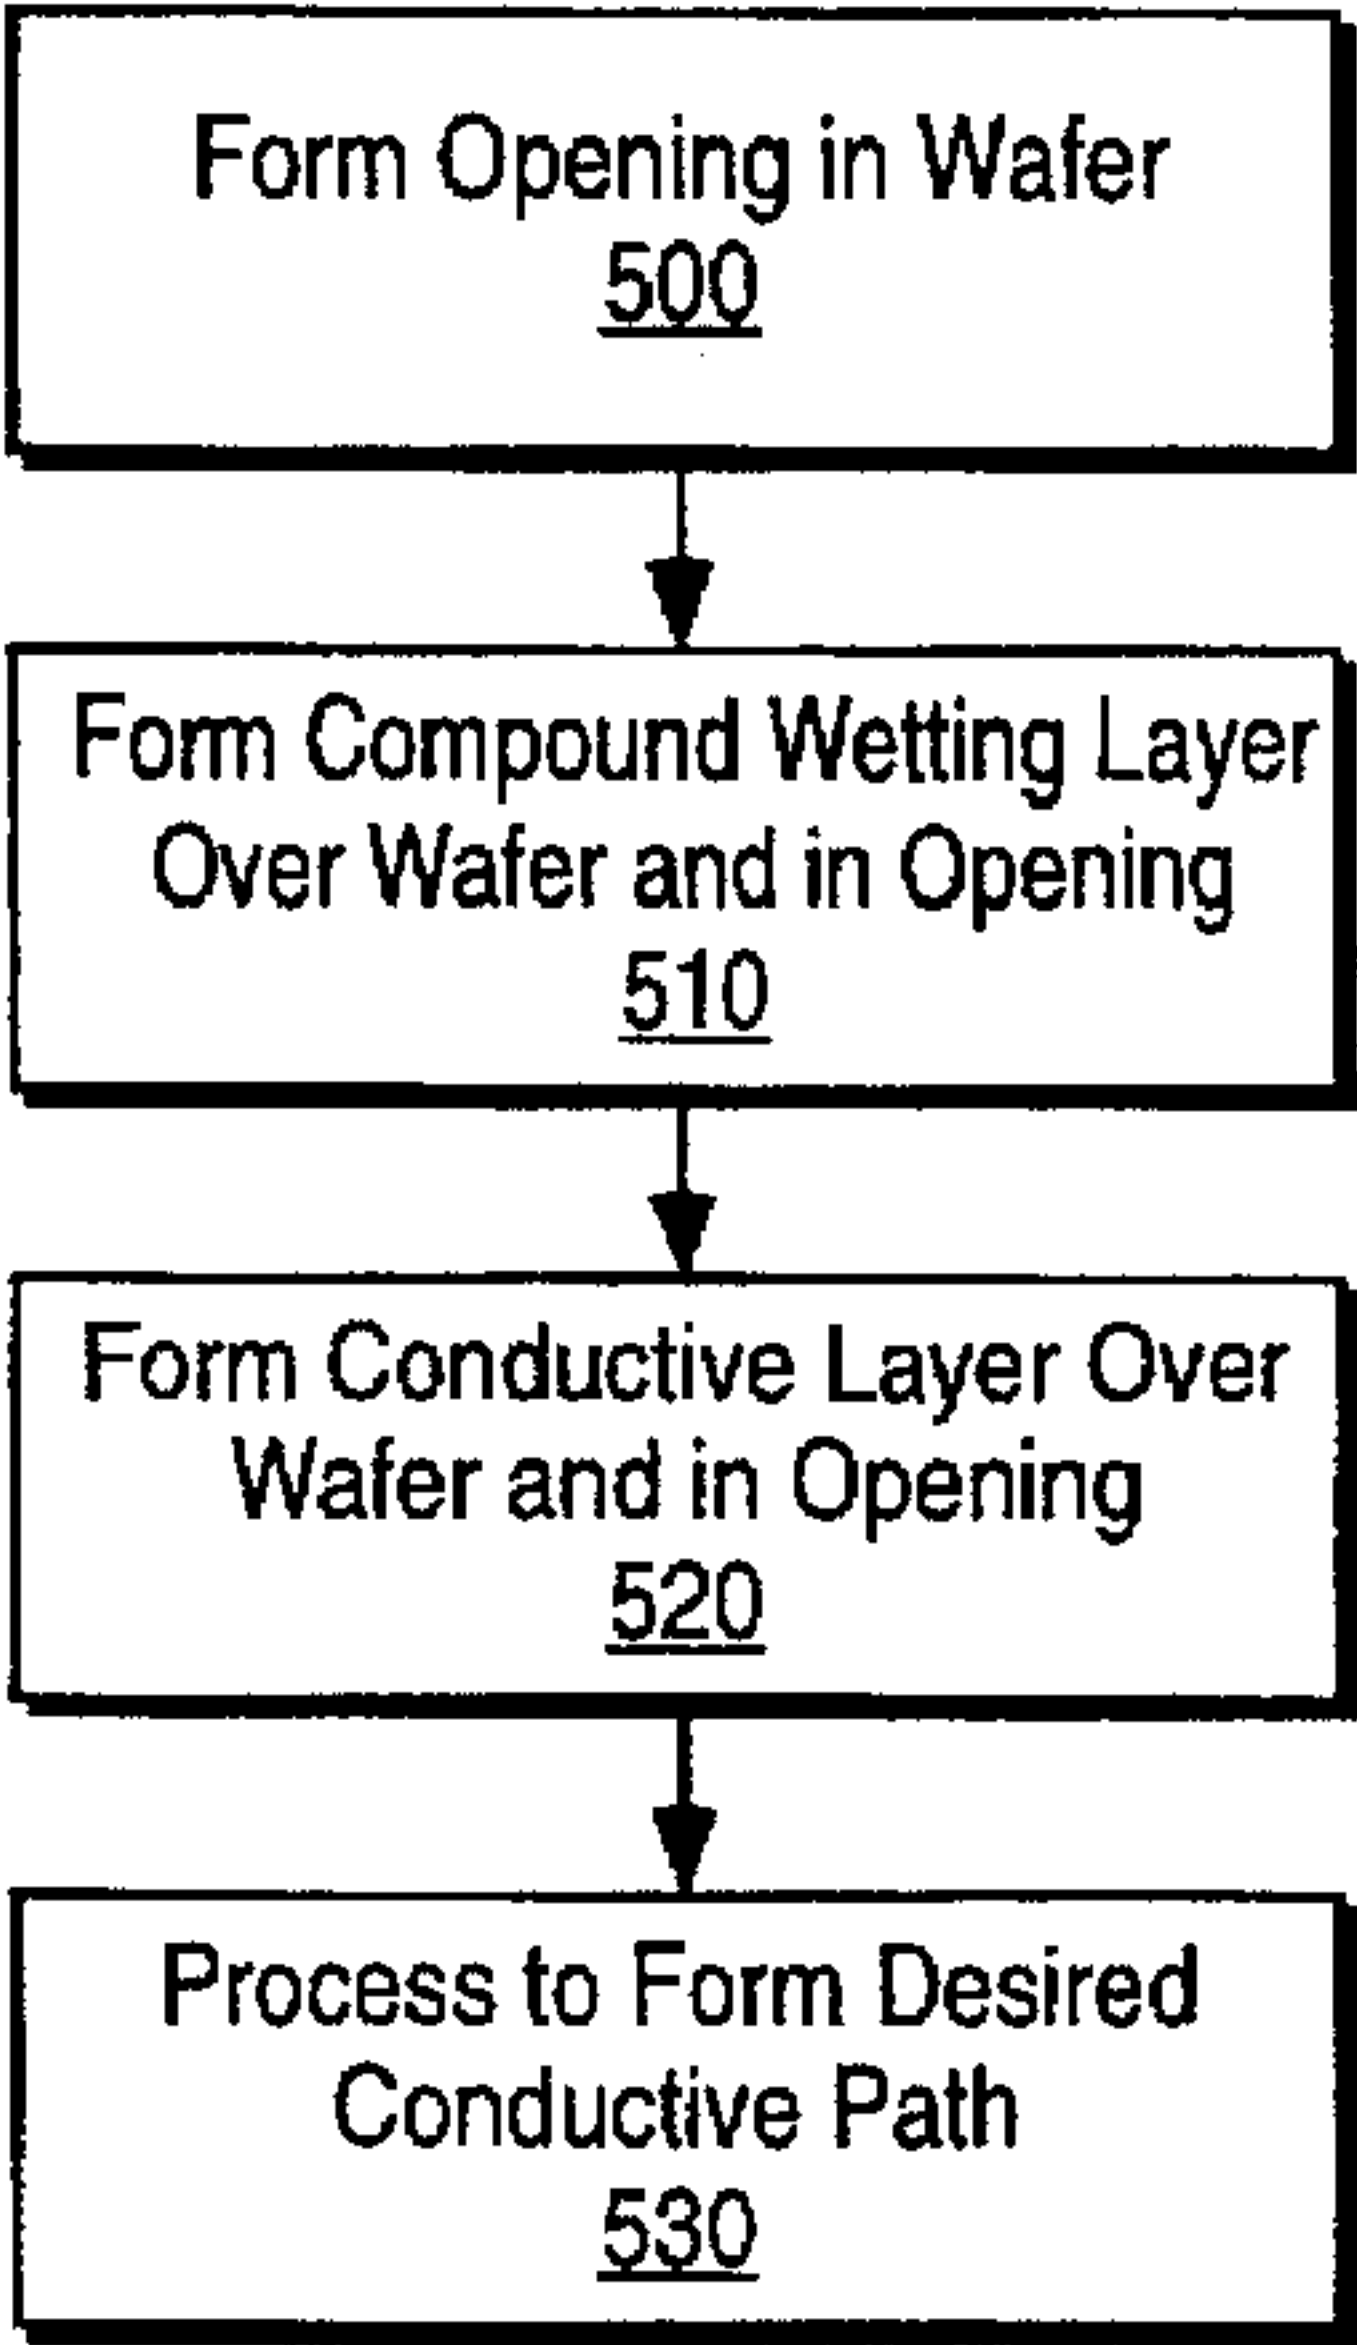 Form Opening in Wafer
500
Form Compound Wetting Layer
Over Wafer and in Opening
510
Form Conductive Layer Over
Wafer and in Opening
520
Process to Form Desired
Conductive Path
530